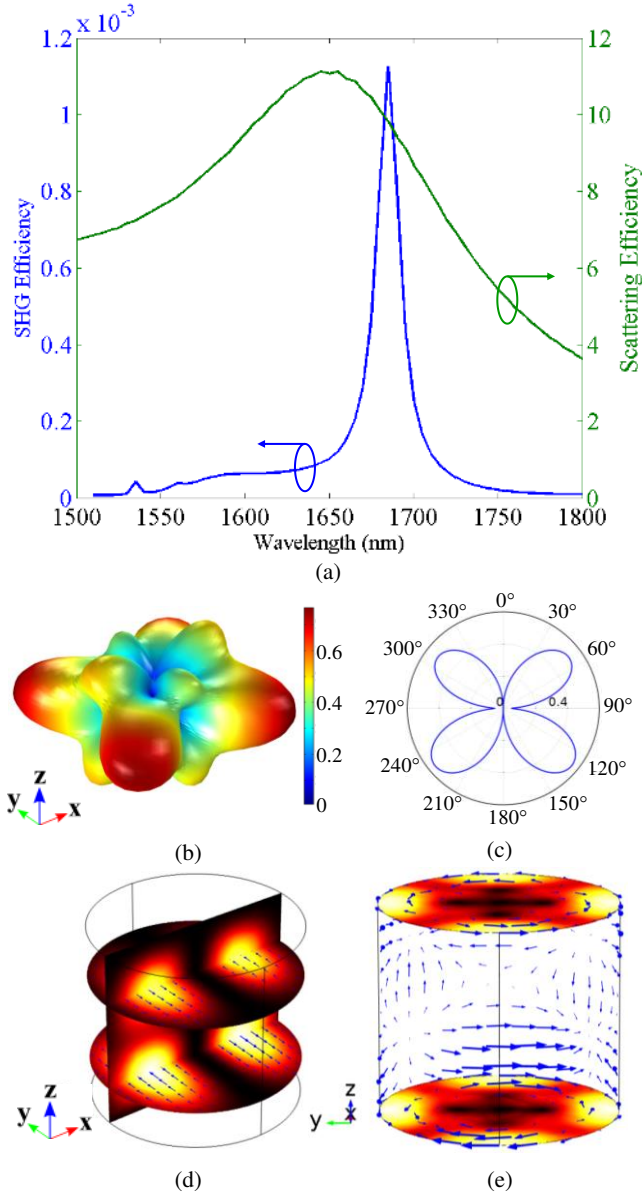 x 10⁻³
1.2
1
0.8
0.6
0.4
0.2
0
SHG Efficiency
12
10
8
6
4
2
0
Scattering Efficiency
1500 1550 1600 1650 1700 1750 1800
Wavelength (nm)
(a)
0.6
0.4
0.2
0
z
y x
(b)
0°
330° 30°
300° 60°
270° 0 0.4 90°
240° 120°
210° 150°
180°
(c)
z
y x
(d)
z
y x
(e)